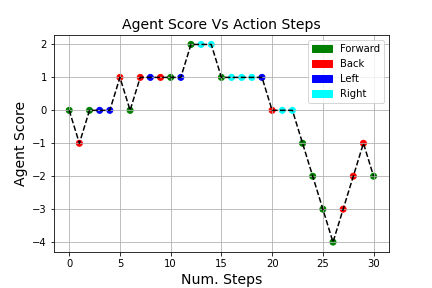 Agent Score Vs Action Steps
Agent Score
2
1
0
−1
−2
−3
−4
Forward
Back
Left
Right
0 5 10 15 20 25 30
Num. Steps